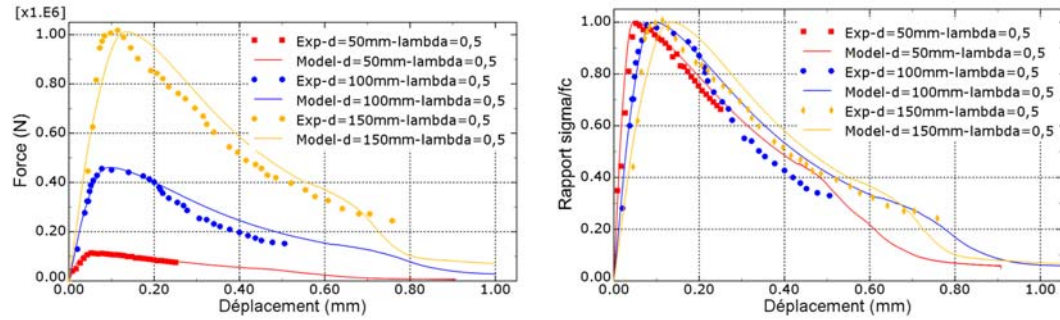 [x1.E6]
1.00
0.80
0.60
0.40
0.20
0.00
Force (N)
Exp-d=50mm-lambda=0,5
Model-d=50mm-lambda=0,5
Exp-d=100mm-lambda=0,5
Model-d=100mm-lambda=0,5
Exp-d=150mm-lambda=0,5
Model-d=150mm-lambda=0,5
0.00 0.20 0.40 0.60 0.80 1.00
Déplacement (mm)
1.00
0.80
0.60
0.40
0.20
0.00
Rapport sigma/fc
Exp-d=50mm-lambda=0,5
Model-d=50mm-lambda=0,5
Exp-d=100mm-lambda=0,5
Model-d=100mm-lambda=0,5
Exp-d=150mm-lambda=0,5
Model-d=150mm-lambda=0,5
0.00 0.20 0.40 0.60 0.80 1.00
Déplacement (mm)